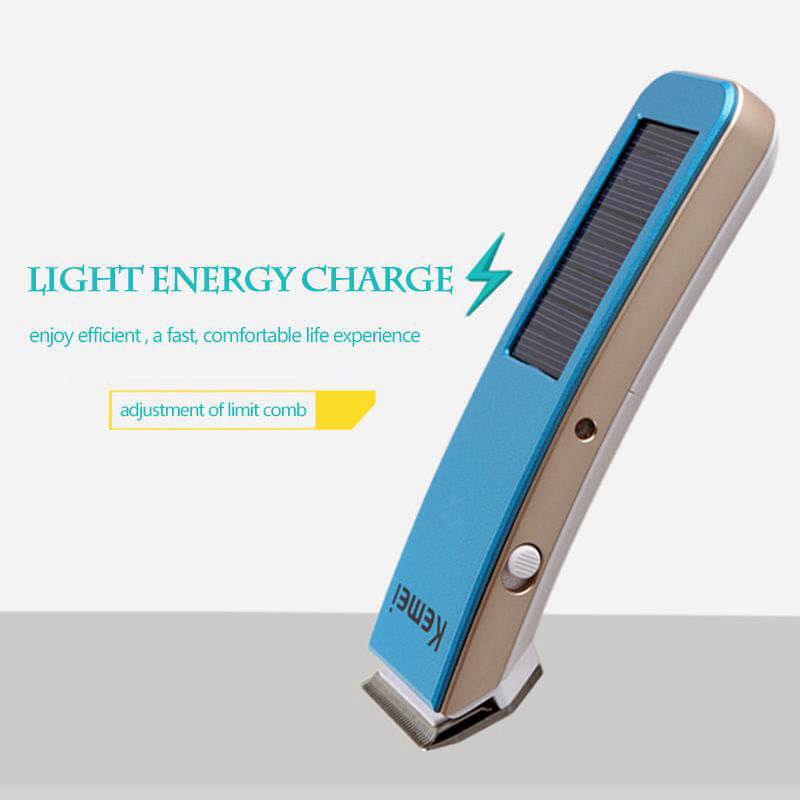 LIGHT ENERGY CHARGE
enjoy efficient , a fast, comfortable life experience
adjustment of limit comb
Kemei